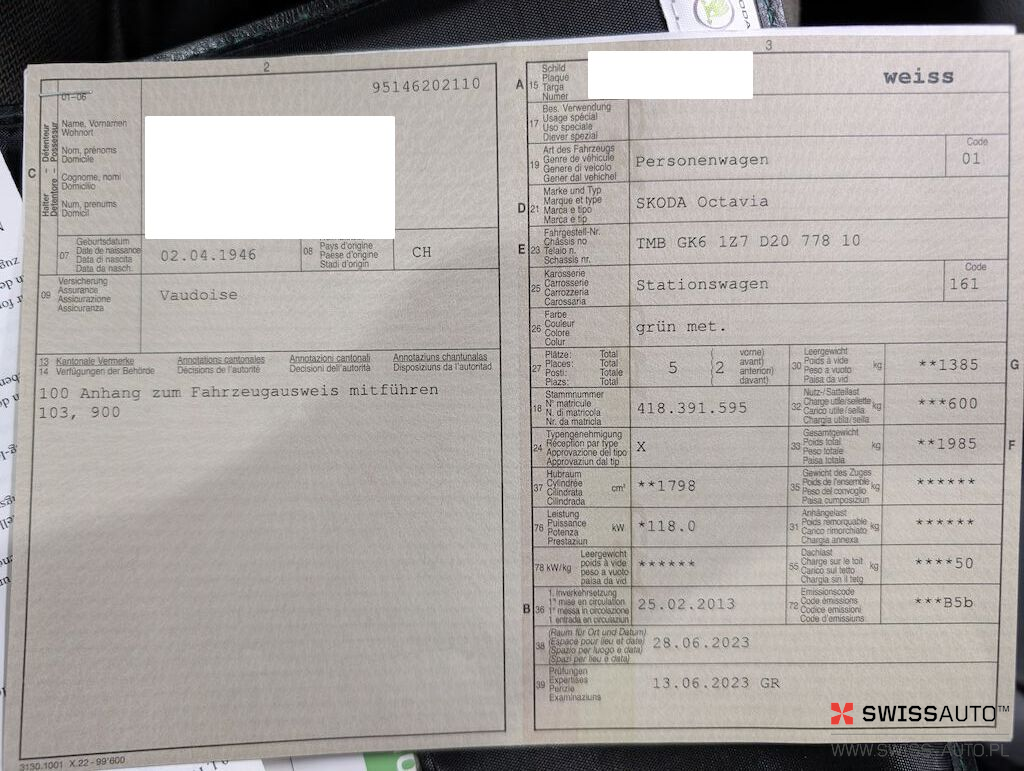 SKODA
2
3
01-06
95146202110
C
Halter - Détenteur
Detentore - Possessur
Name, Vornamen
Wohnort
Nom, prénoms
Domicile
Cognome, nomi
Domicilio
Num, prenums
Domicil
07
Geburtsdatum
Date de naissance
Data di nascita
Data da nasch.
02.04.1946
08
Pays d'origine
Paese d'origine
Stadi d'origin
CH
09
Versicherung
Assurance
Assicurazione
Assicuranza
Vaudoise
13 Kantonale Vermerke Annotations cantonales Annotazioni cantonali Annotaziuns chantunalas
14 Verfügungen der Behörde Décisions de l'autorité Decisioni dell'autorità Disposiziuns da l'autoritad
100 Anhang zum Fahrzeugausweis mitführen
103, 900
3130.1001 X.22 - 99'600
A 15
Schild
Plaque
Targa
Numer
weiss
17
Bes. Verwendung
Usage spécial
Uso speciale
Diever spezial
19
Art des Fahrzeugs
Genre de véhicule
Genere di veicolo
Gener dal vehichel
Personenwagen
Code
01
D 21
Marke und Typ
Marque et type
Marca e tipo
Marca e tip
SKODA Octavia
E 23
Fahrgestell-Nr.
Châssis no
Telaio n.
Schassis nr.
TMB GK6 1Z7 D20 778 10
25
Karosserie
Carrosserie
Carrozzeria
Carossaria
Stationswagen
Code
161
26
Farbe
Couleur
Colore
Colur
grün met.
27
Plätze: Total
Places: Total
Posti: Totale
Plazs: Total
5
2
vorne)
avant)
anteriori)
davant)
30
Leergewicht
Poids à vide
Peso a vuoto
Paisa da vid
kg
**1385
G
18
Stammnummer
N° matricule
N. di matricola
Nr. da matricla
418.391.595
32
Nutz-/Sattellast
Charge utile/sellette
Carico utile/sella
Chargia utila/sella
kg
***600
24
Typengenehmigung
Réception par type
Approvazione del tipo
Approvaziun dal tip
X
33
Gesamtgewicht
Poids total
Peso totale
Paisa totala
kg
**1985
F
37
Hubraum
Cylindrée
Cilindrata
Cilindrada
cm³
**1798
35
Gewicht des Zuges
Poids de l'ensemble
Peso del convoglio
Paisa cumposiziun
kg
******
76
Leistung
Puissance
Potenza
Prestaziun
kW
*118.0
31
Anhängelast
Poids remorquable
Carico rimorchiato
Chargia annexa
kg
******
78 kW/kg
Leergewicht
poids à vide
peso a vuoto
paisa da vid
******
55
Dachlast
Charge sur le toit
Carico sul tetto
Chargia sin il tetg
kg
****50
B 36
1. Inverkehrsetzung
1re mise en circulation
1a messa in circolazione
1. entrada en circulaziun
25.02.2013
72
Emissionscode
Code émissions
Codice emissioni
Code d'emissiuns
***B5b
38
(Raum für Ort und Datum)
(Espace pour lieu et date)
(Spazio per luogo e data)
(Spazi per lieu e data)
28.06.2023
39
Prüfungen
Expertises
Perizie
Examinaziuns
13.06.2023 GR
SWISSAUTO™
WWW.SWISS-AUTO.PL